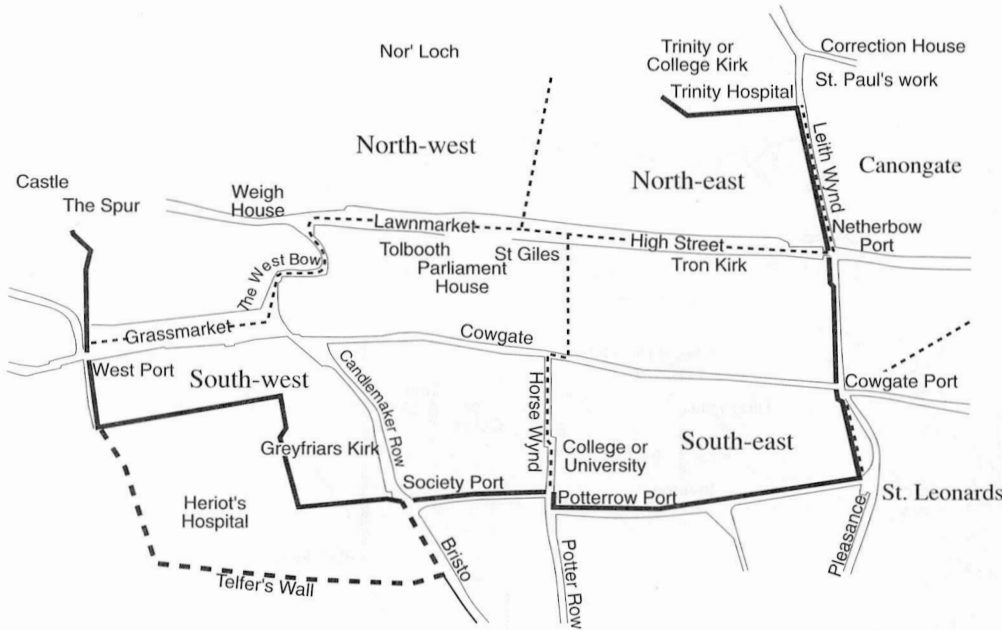 Nor' Loch
Trinity or
College Kirk
Trinity Hospital
Correction House
St. Paul's work
North-west
North-east
Leith Wynd
Canongate
Castle
The Spur
Weigh
House
Lawnmarket
High Street
Netherbow
Port
Tolbooth
Parliament
House
St Giles
Tron Kirk
The West Bow
Grassmarket
Cowgate
West Port
South-west
Candlemaker Row
Horse Wynd
Cowgate Port
Greyfriars Kirk
College or
University
South-east
Society Port
Potterrow Port
Heriot's
Hospital
St. Leonards
Pleasance
Bristo
Potter Row
Telfer's Wall